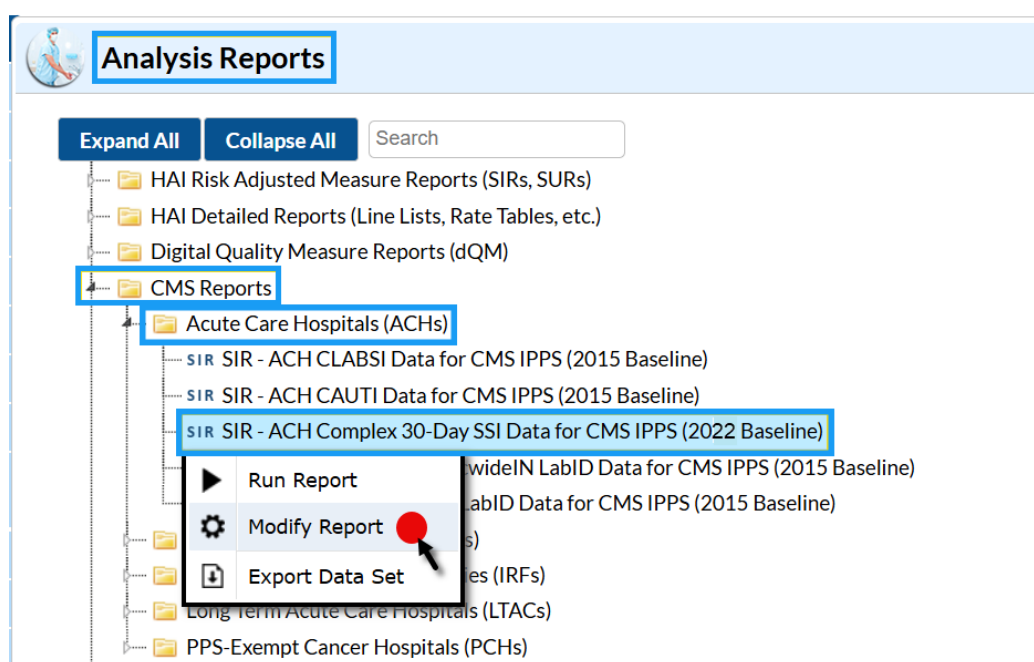 Analysis Reports
Expand All Collapse All Search
HAI Risk Adjusted Measure Reports (SIRs, SURs)
HAI Detailed Reports (Line Lists, Rate Tables, etc.)
Digital Quality Measure Reports (dQM)
CMS Reports
Acute Care Hospitals (ACHs)
SIR SIR - ACH CLABSI Data for CMS IPPS (2015 Baseline)
SIR SIR - ACH CAUTI Data for CMS IPPS (2015 Baseline)
SIR SIR - ACH Complex 30-Day SSI Data for CMS IPPS (2022 Baseline)
wideIN LabID Data for CMS IPPS (2015 Baseline)
Run Report
LabID Data for CMS IPPS (2015 Baseline)
Modify Report
s)
Export Data Set
ies (IRFs)
Long Term Acute Care Hospitals (LTACs)
PPS-Exempt Cancer Hospitals (PCHs)